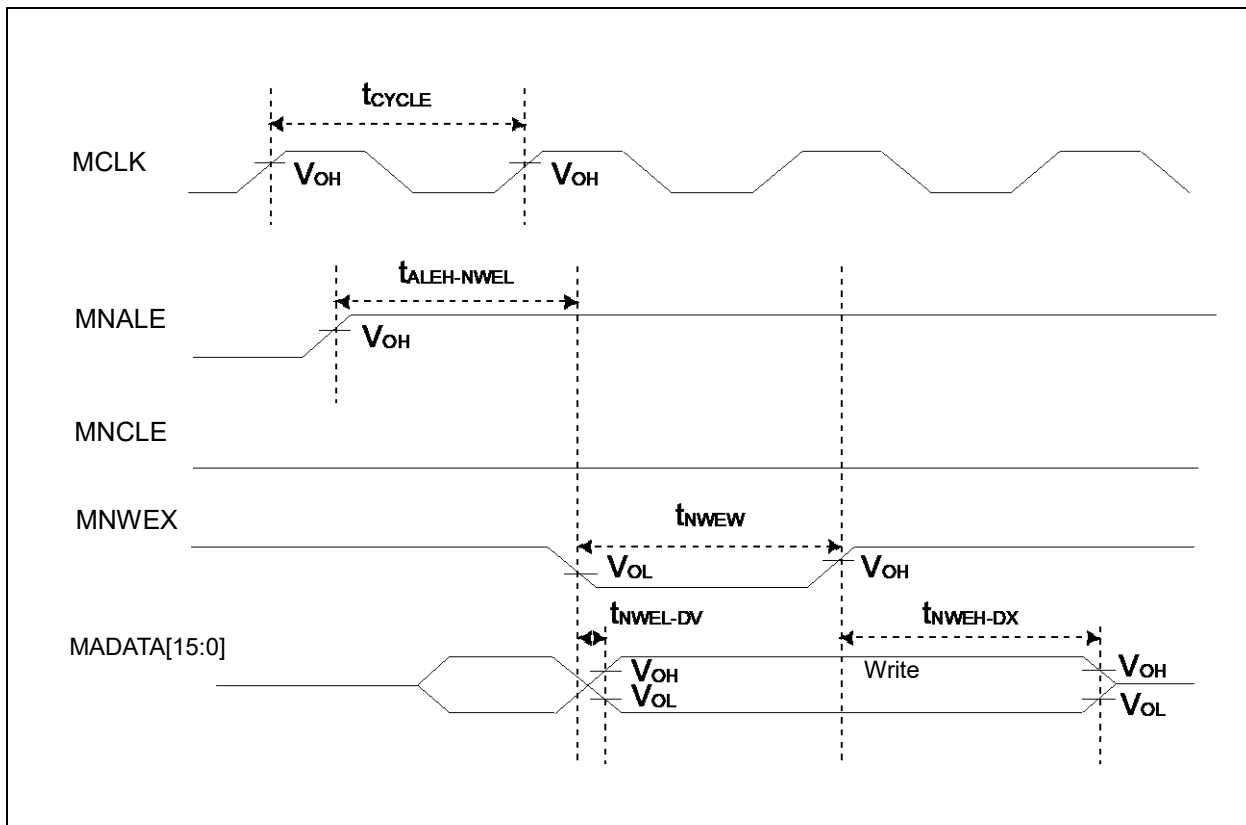 tCYCLE
MCLK
VOH
VOH
tALEH-NWEL
MNALE
VOH
MNCLE
MNWEX
tNWEW
VOL
VOH
tNWEL-DV
tNWEH-DX
MADATA[15:0]
VOH
Write
VOH
VOL
VOL